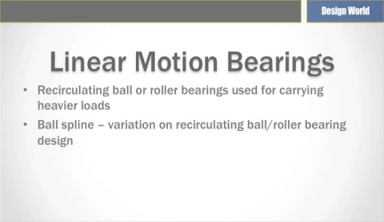 Design World
Linear Motion Bearings
• Recirculating ball or roller bearings used for carrying
heavier loads
• Ball spline – variation on recirculating ball/roller bearing
design